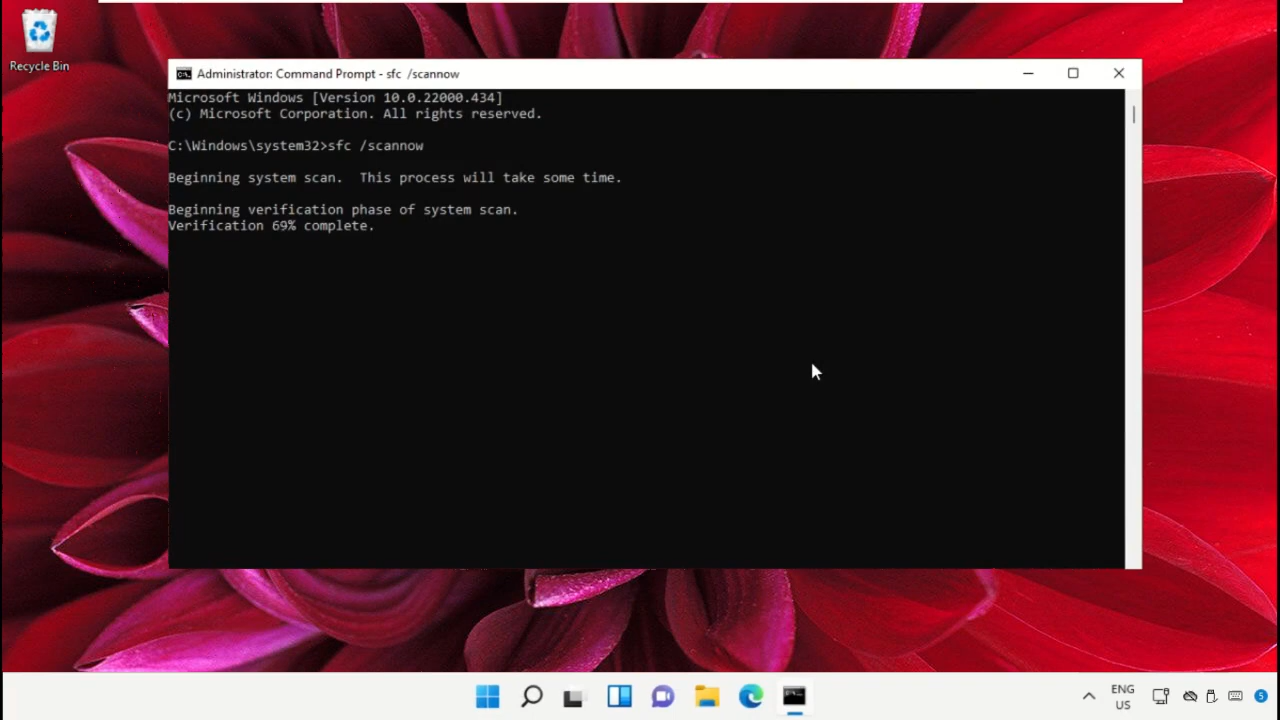 Recycle Bin
Administrator: Command Prompt - sfc  /scannow
Microsoft Windows [Version 10.0.22000.434]
(c) Microsoft Corporation. All rights reserved.
C:\Windows\system32>sfc /scannow
Beginning system scan.  This process will take some time.
Beginning verification phase of system scan.
Verification 69% complete.
ENG
US
5